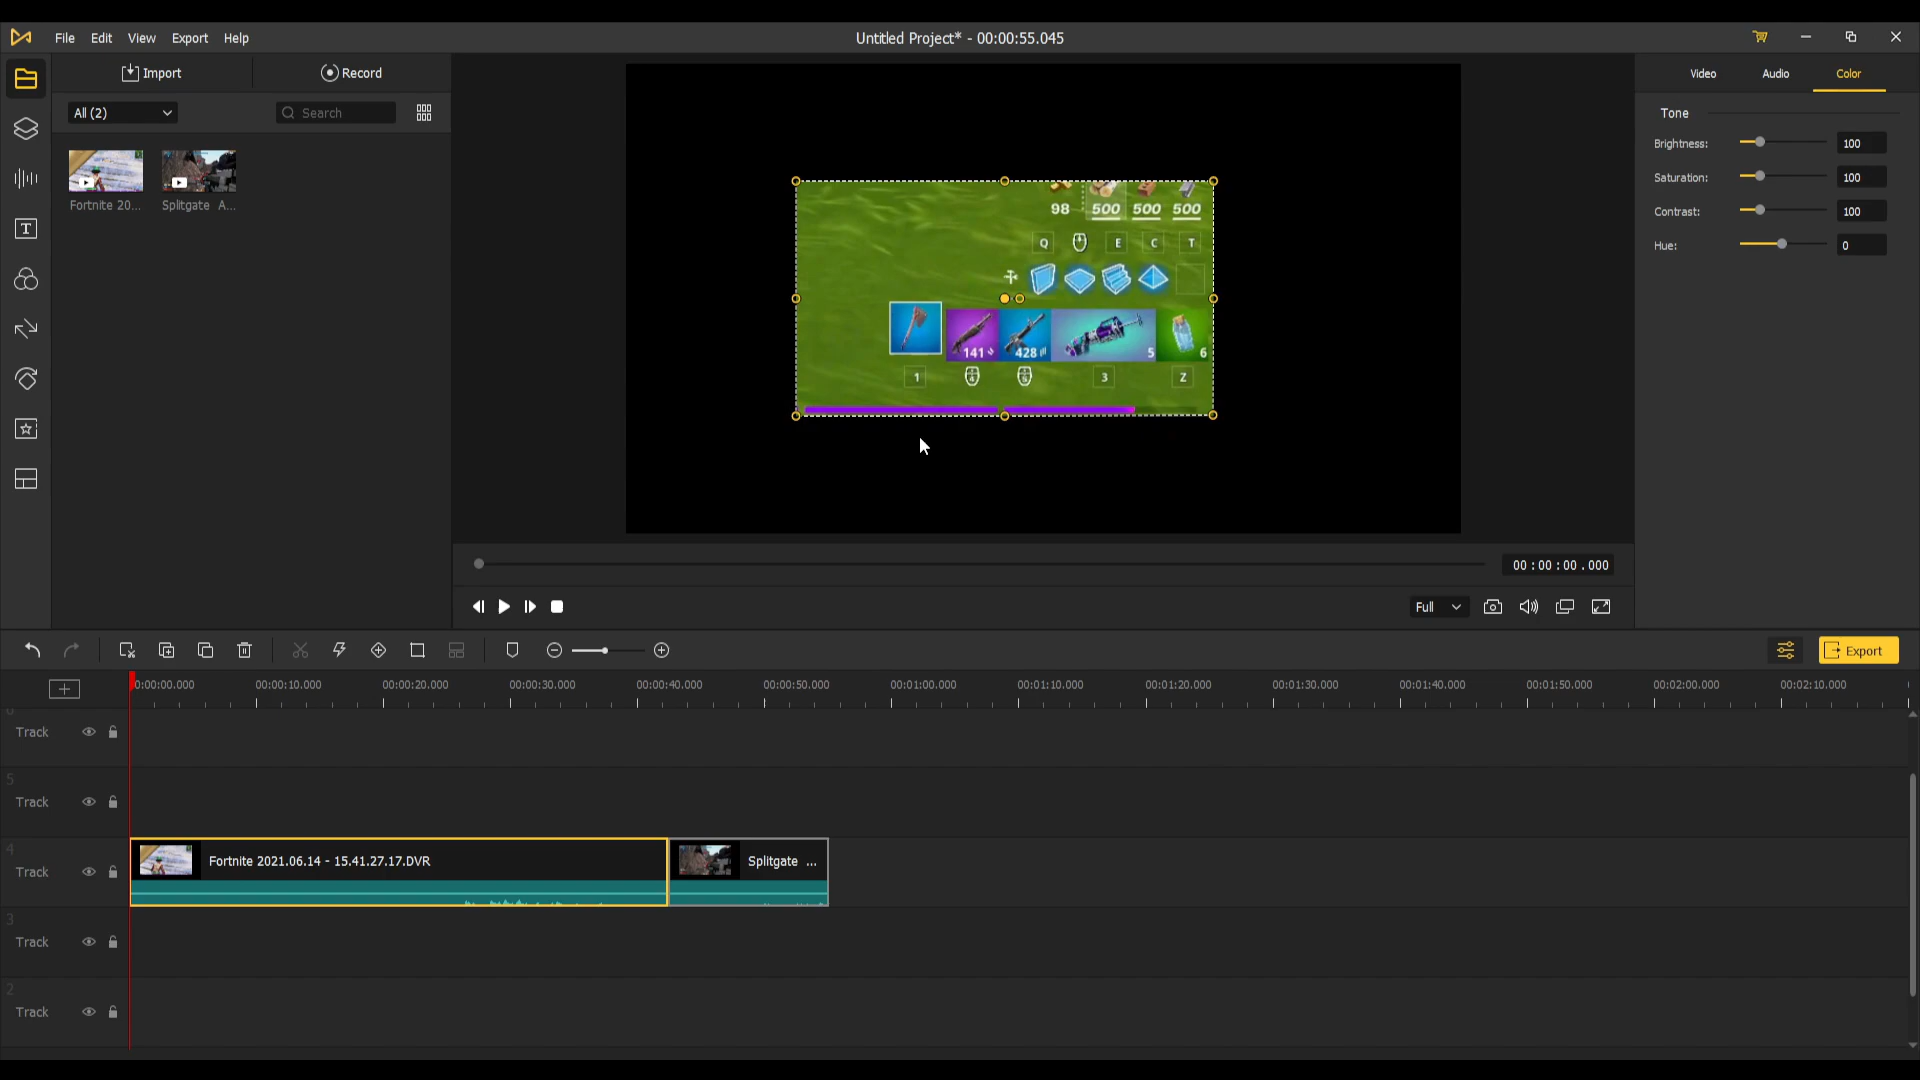 File Edit View Export Help
Untitled Project* - 00:00:55.045
Import Record
Video Audio Color
All (2) Search
Tone
Brightness: 100
Saturation: 100
Contrast: 100
Hue: 0
Fortnite 20... Splitgate A...
98 500 500 500
Q E C T
141 428 5 6
1 4 5 3 Z
00:00:00.000
Full
Export
0:00:00.000 00:00:10.000 00:00:20.000 00:00:30.000 00:00:40.000 00:00:50.000 00:01:00.000 00:01:10.000 00:01:20.000 00:01:30.000 00:01:40.000 00:01:50.000 00:02:00.000 00:02:10.000
Track
5
Track
4
Track
Fortnite 2021.06.14 - 15.41.27.17.DVR
Splitgate ...
3
Track
2
Track